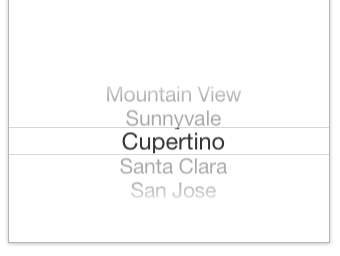 Mountain View
Sunnyvale
Cupertino
Santa Clara
San Jose